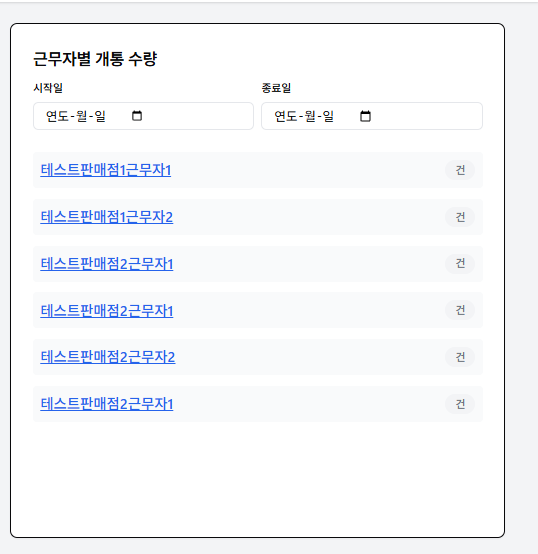 근무자별 개통 수량
시작일 종료일
연도-월-일 연도-월-일
테스트판매점1근무자1 건
테스트판매점1근무자2 건
테스트판매점2근무자1 건
테스트판매점2근무자1 건
테스트판매점2근무자2 건
테스트판매점2근무자1 건